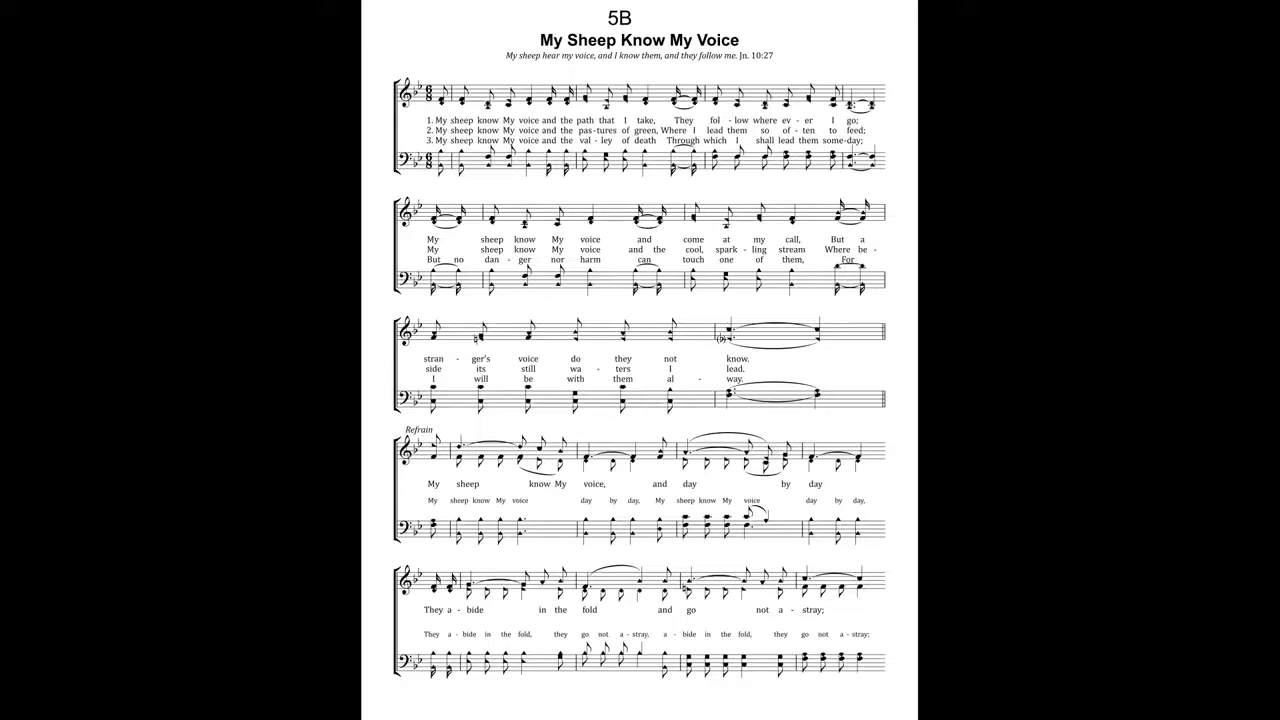 5B
My Sheep Know My Voice
My sheep hear my voice, and I know them, and they follow me. Jn. 10:27
1. My sheep know My voice and the path that I take, They fol - low where ev - er I go;
2. My sheep know My voice and the pas - tures of green, Where I lead them so of - ten to feed;
3. My sheep know My voice and the val - ley of death Through which I shall lead them some - day;
My sheep know My voice and come at my call, But a
My sheep know My voice and the cool, spark - ling stream Where be -
But no dan - ger nor harm can touch one of them, For
stran - ger's voice do they not know.
side its still wa - ters I lead.
I will be with them al - way.
Refrain
My sheep know My voice, and day by day
My sheep know My voice day by day, My sheep know My voice day by day,
They a - bide in the fold and go not a - stray;
They a - bide in the fold, they go not a - stray, a - bide in the fold, they go not a - stray;